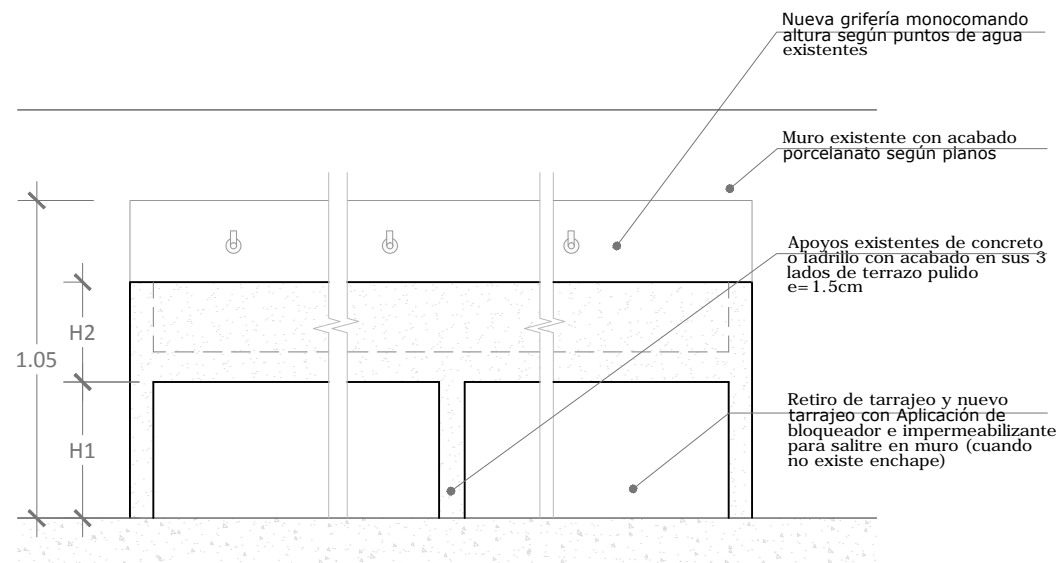 Nueva grifería monocomando
altura según puntos de agua
existentes
Muro existente con acabado
porcelanato según planos
Apoyos existentes de concreto
o ladrillo con acabado en sus 3
lados de terrazo pulido
e=1.5cm
H2
1.05
H1
Retiro de tarrajeo y nuevo
tarrajeo con Aplicación de
bloqueador e impermeabilizante
para salitre en muro (cuando
no existe enchape)